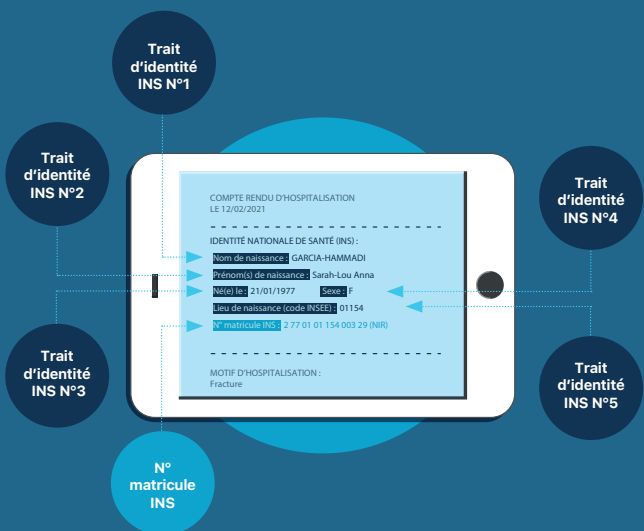 Trait
d'identité
INS N°1
Trait
d'identité
INS N°2
Trait
d'identité
INS N°3
N°
matricule
INS
COMPTE RENDU D'HOSPITALISATION
LE 12/02/2021
IDENTITÉ NATIONALE DE SANTÉ (INS) :
Nom de naissance : GARCIA-HAMMADI
Prénom(s) de naissance : Sarah-Lou Anna
Né(e) le : 21/01/1977 Sexe : F
Lieu de naissance (code INSEE) : 01154
N° matricule INS : 2 77 01 01 154 003 29 (NIR)
MOTIF D'HOSPITALISATION :
Fracture
Trait
d'identité
INS N°4
Trait
d'identité
INS N°5